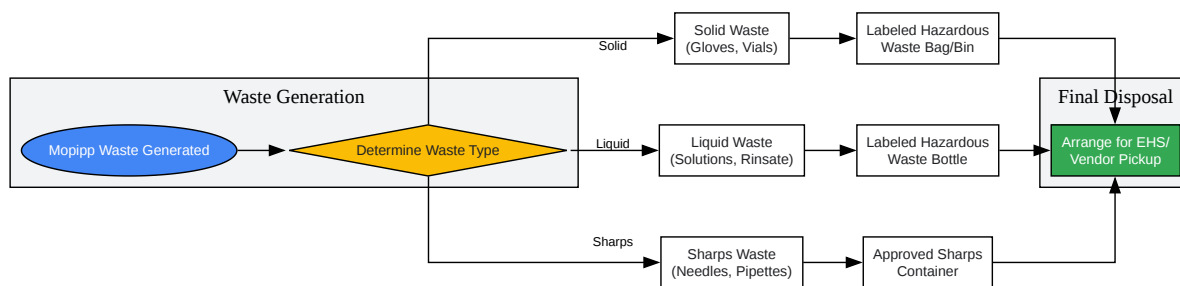 Waste Generation
Mopipp Waste Generated
Determine Waste Type
Solid
Solid Waste
(Gloves, Vials)
Labeled Hazardous
Waste Bag/Bin
Liquid
Liquid Waste
(Solutions, Rinsate)
Labeled Hazardous
Waste Bottle
Sharps
Sharps Waste
(Needles, Pipettes)
Approved Sharps
Container
Final Disposal
Arrange for EHS/
Vendor Pickup